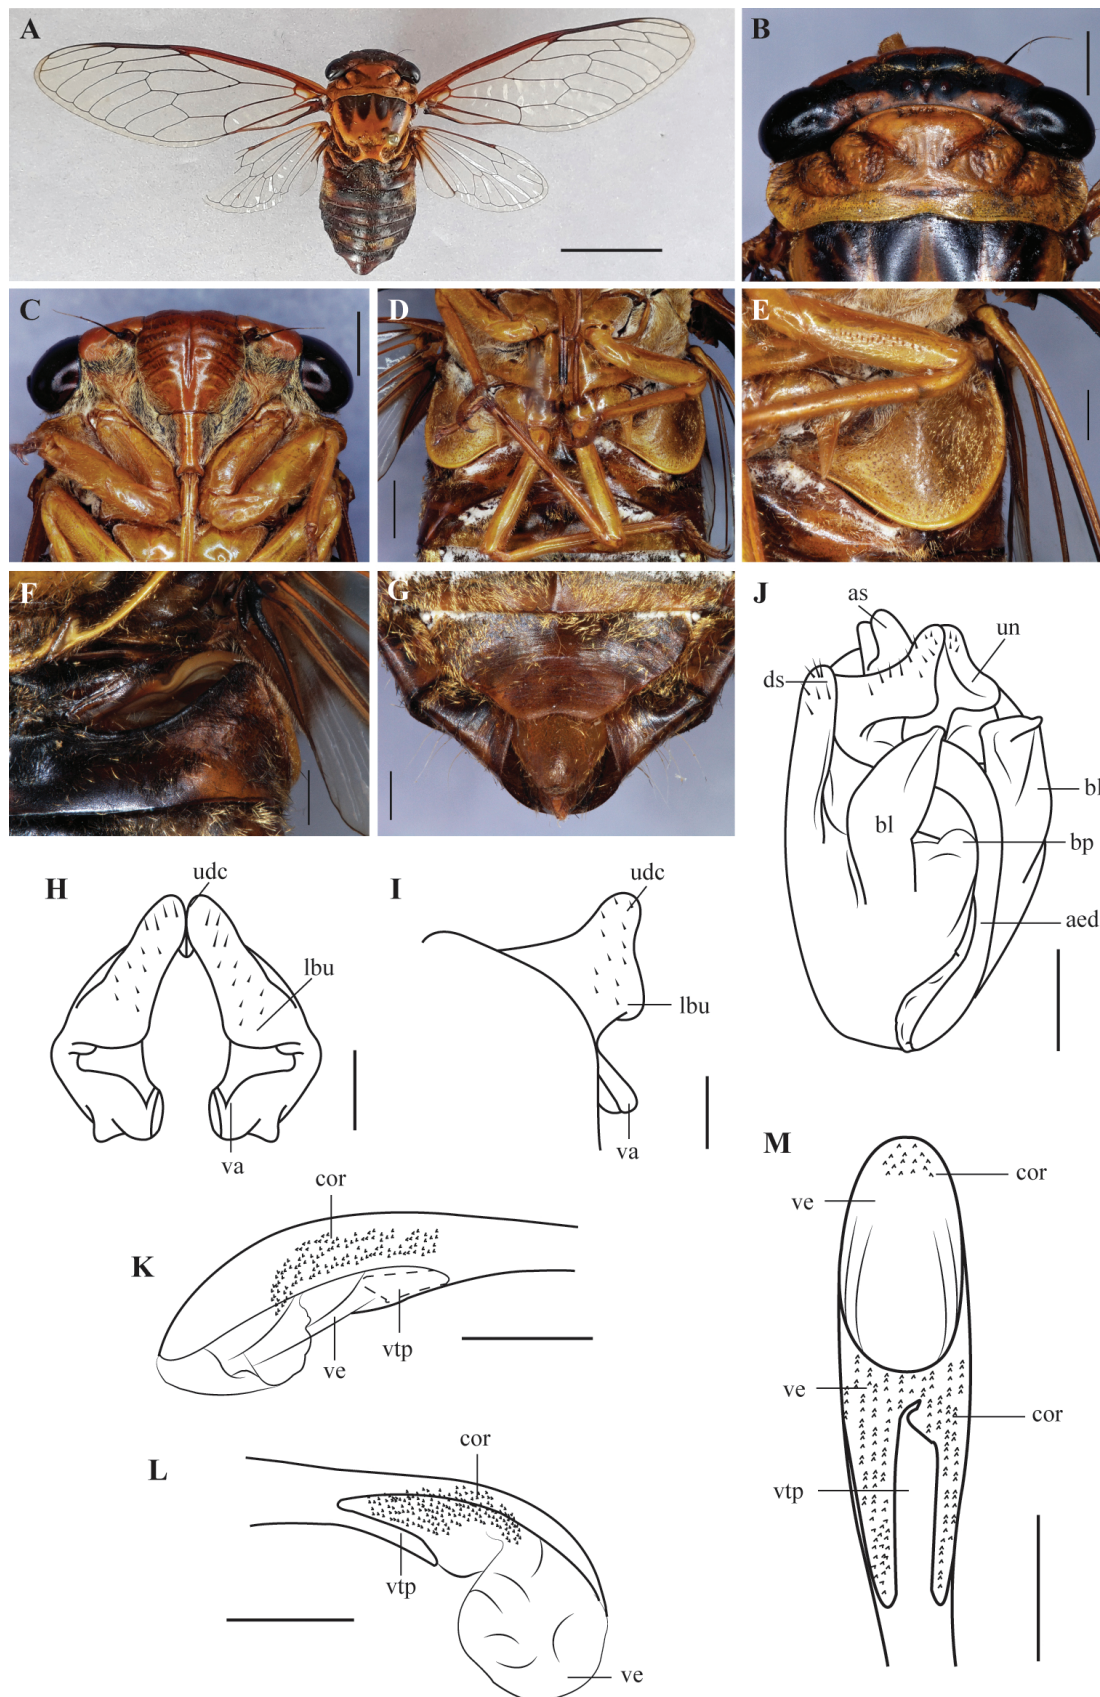 A
B
C
D
E
F
G
J
as
un
ds
bl
bl
bp
aed
H
udc
lbu
va
I
udc
lbu
va
K
cor
ve
vtp
L
cor
vtp
ve
M
cor
ve
ve
cor
vtp